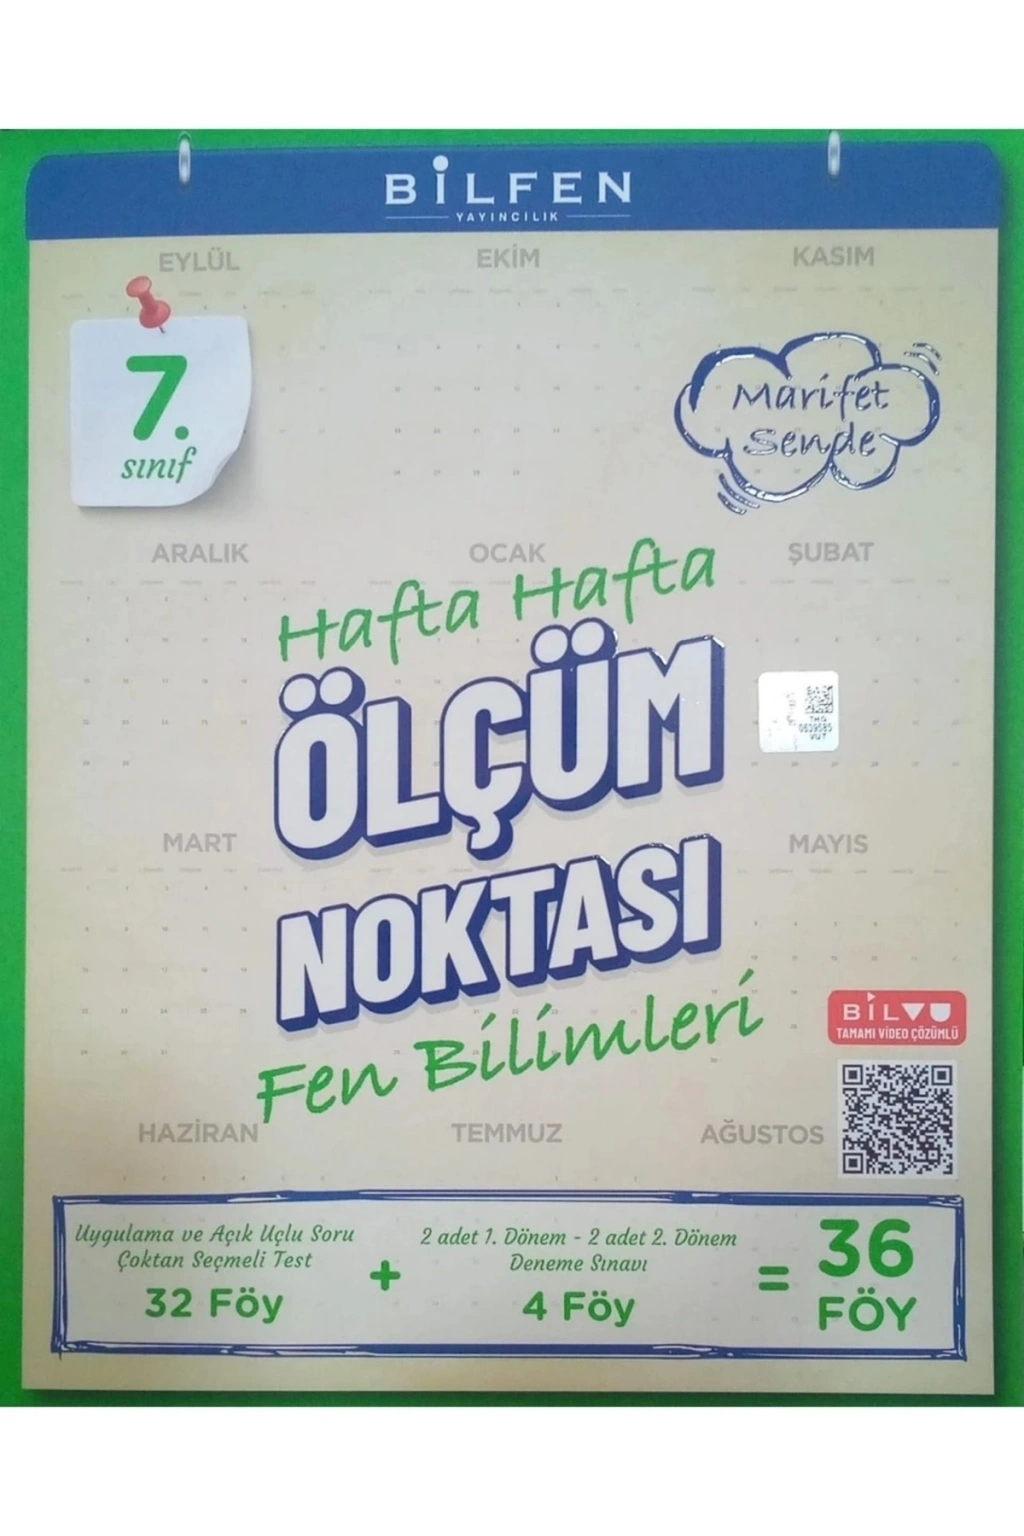 BİLFEN
YAYINCILIK
EYLÜL
EKİM
KASIM
7.
sınıf
Marifet
Sende
ARALIK
OCAK
ŞUBAT
Hafta Hafta
ÖLÇÜM
NOKTASI
Fen Bilimleri
MART
MAYIS
BİLVU
TAMAMI VİDEO ÇÖZÜMLÜ
HAZİRAN
TEMMUZ
AĞUSTOS
Uygulama ve Açık Uçlu Soru
Çoktan Seçmeli Test
32 Föy
+
2 adet 1. Dönem - 2 adet 2. Dönem
Deneme Sınavı
4 Föy
=
36
FÖY